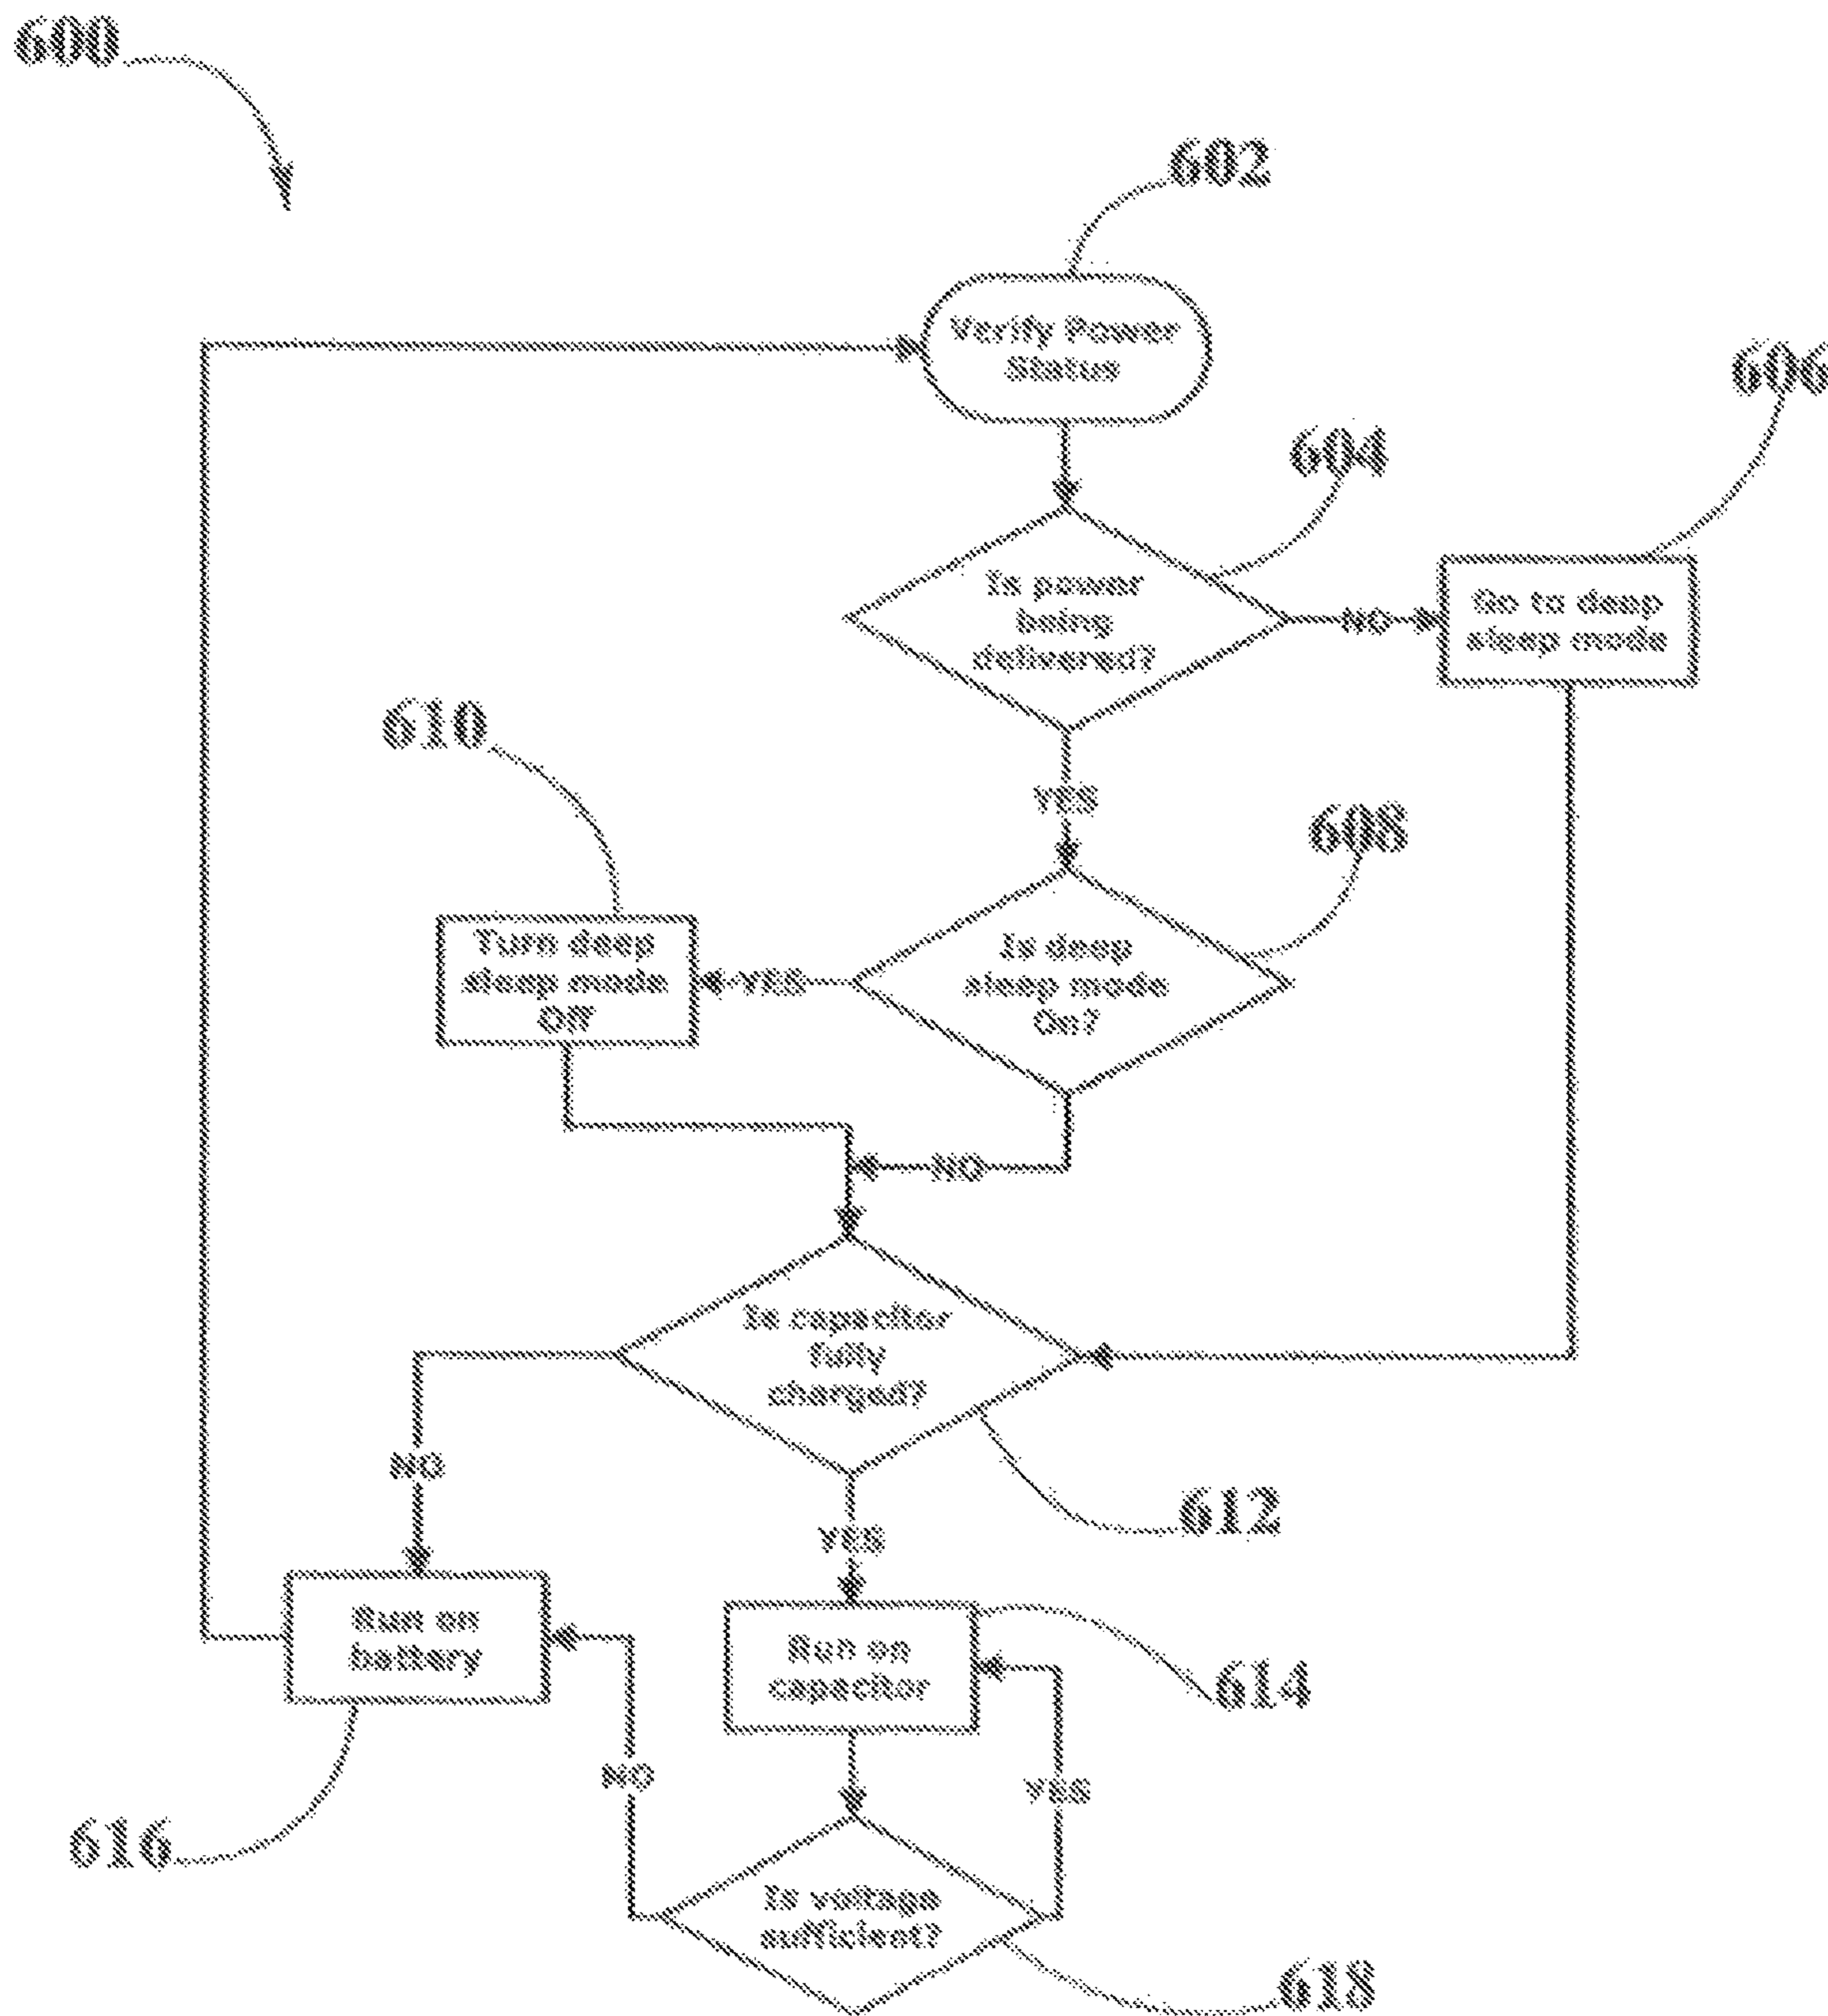 600
602
Verify Power
Status
606
604
Is power
being
delivered?
NO
Go to deep
sleep mode
610
YES
608
Turn deep
sleep mode
Off
YES
Is deep
sleep mode
On?
NO
Is capacitor
fully
charged?
NO
612
YES
Run on
battery
Run on
capacitor
614
NO
YES
616
Is voltage
sufficient?
618